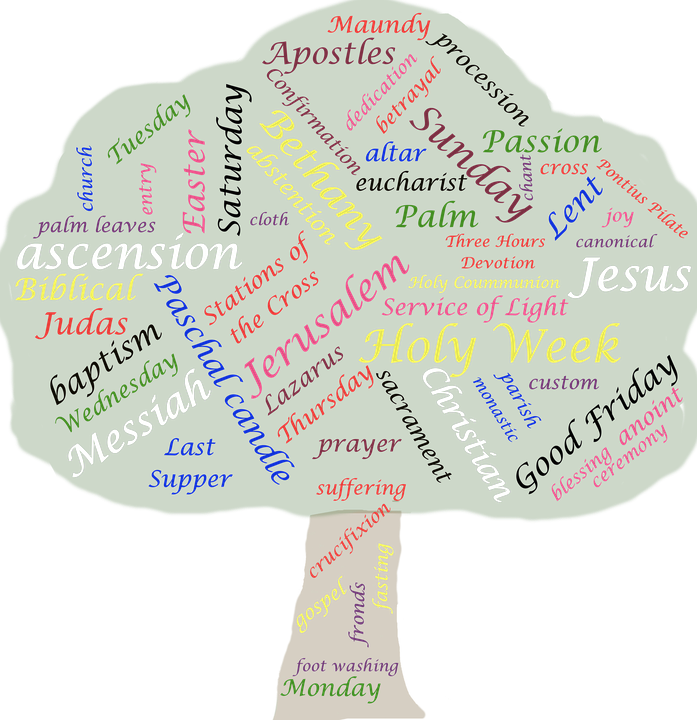 Maundy
procession
Apostles
dedication
betrayal
Confirmation
Tuesday
Saturday
Bethany
Sunday
Passion
altar
church
entry
Easter
abstention
eucharist
chant
cross
Pontius Pilate
Lent
Palm
joy
palm leaves
cloth
ascension
Three Hours
Devotion
canonical
Stations of
the Cross
Jerusalem
Jesus
Biblical
Holy Coummunion
Paschal candle
Service of Light
Judas
baptism
Holy Week
Lazarus
Wednesday
Messiah
Thursday
sacrament
Christian
monastic
parish
custom
Good Friday
anoint
blessing
ceremony
Last
Supper
prayer
suffering
crucifixion
fasting
gospel
fronds
foot washing
Monday